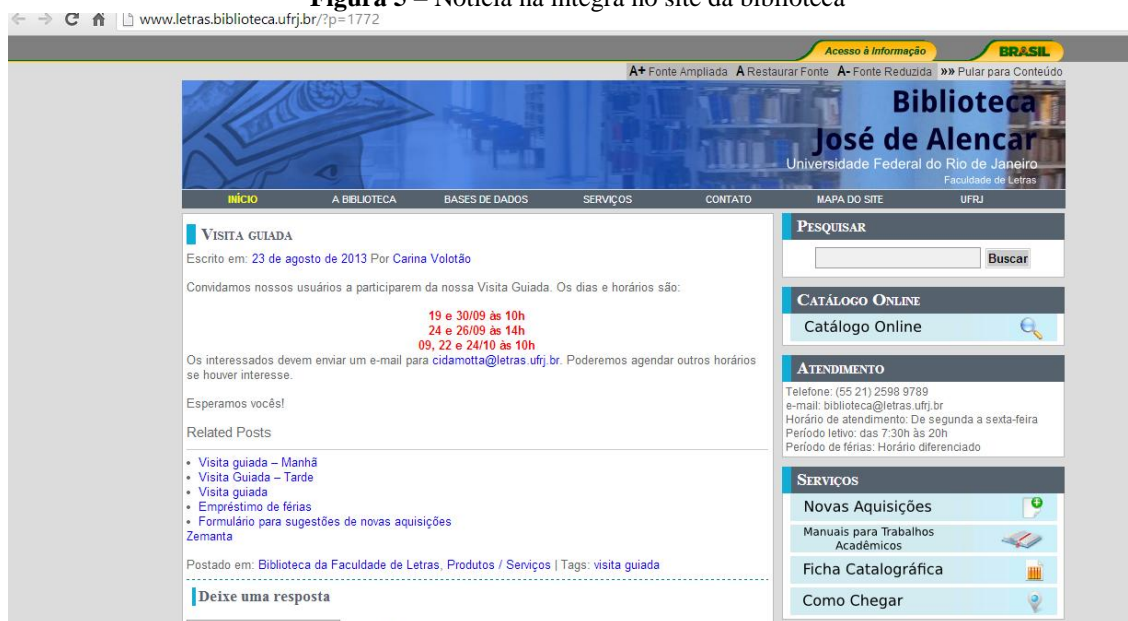 Figura 5 – Notícia na íntegra no site da biblioteca
www.letras.biblioteca.ufrj.br/?p=1772
Acesso à Informação
BRASIL
A+ Fonte Ampliada A Restaurar Fonte A- Fonte Reduzida »» Pular para Conteúdo
Biblioteca
José de Alencar
Universidade Federal do Rio de Janeiro
Faculdade de Letras
INÍCIO A BIBLIOTECA BASES DE DADOS SERVIÇOS CONTATO MAPA DO SITE UFRJ
VISITA GUIADA
Escrito em: 23 de agosto de 2013 Por Carina Volotão
Convidamos nossos usuários a participarem da nossa Visita Guiada. Os dias e horários são:
19 e 30/09 às 10h
24 e 26/09 às 14h
09, 22 e 24/10 às 10h
Os interessados devem enviar um e-mail para cidamotta@letras.ufrj.br. Poderemos agendar outros horários
se houver interesse.
Esperamos vocês!
Related Posts
• Visita guiada – Manhã
• Visita Guiada – Tarde
• Visita guiada
• Empréstimo de férias
• Formulário para sugestões de novas aquisições
Zemanta
Postado em: Biblioteca da Faculdade de Letras, Produtos / Serviços | Tags: visita guiada
Deixe uma resposta
PESQUISAR
Buscar
CATÁLOGO ONLINE
Catálogo Online
ATENDIMENTO
Telefone: (55 21) 2598 9789
e-mail: biblioteca@letras.ufrj.br
Horário de atendimento: De segunda a sexta-feira
Período letivo: das 7:30h às 20h
Período de férias: Horário diferenciado
SERVIÇOS
Novas Aquisições
Manuais para Trabalhos
Acadêmicos
Ficha Catalográfica
Como Chegar